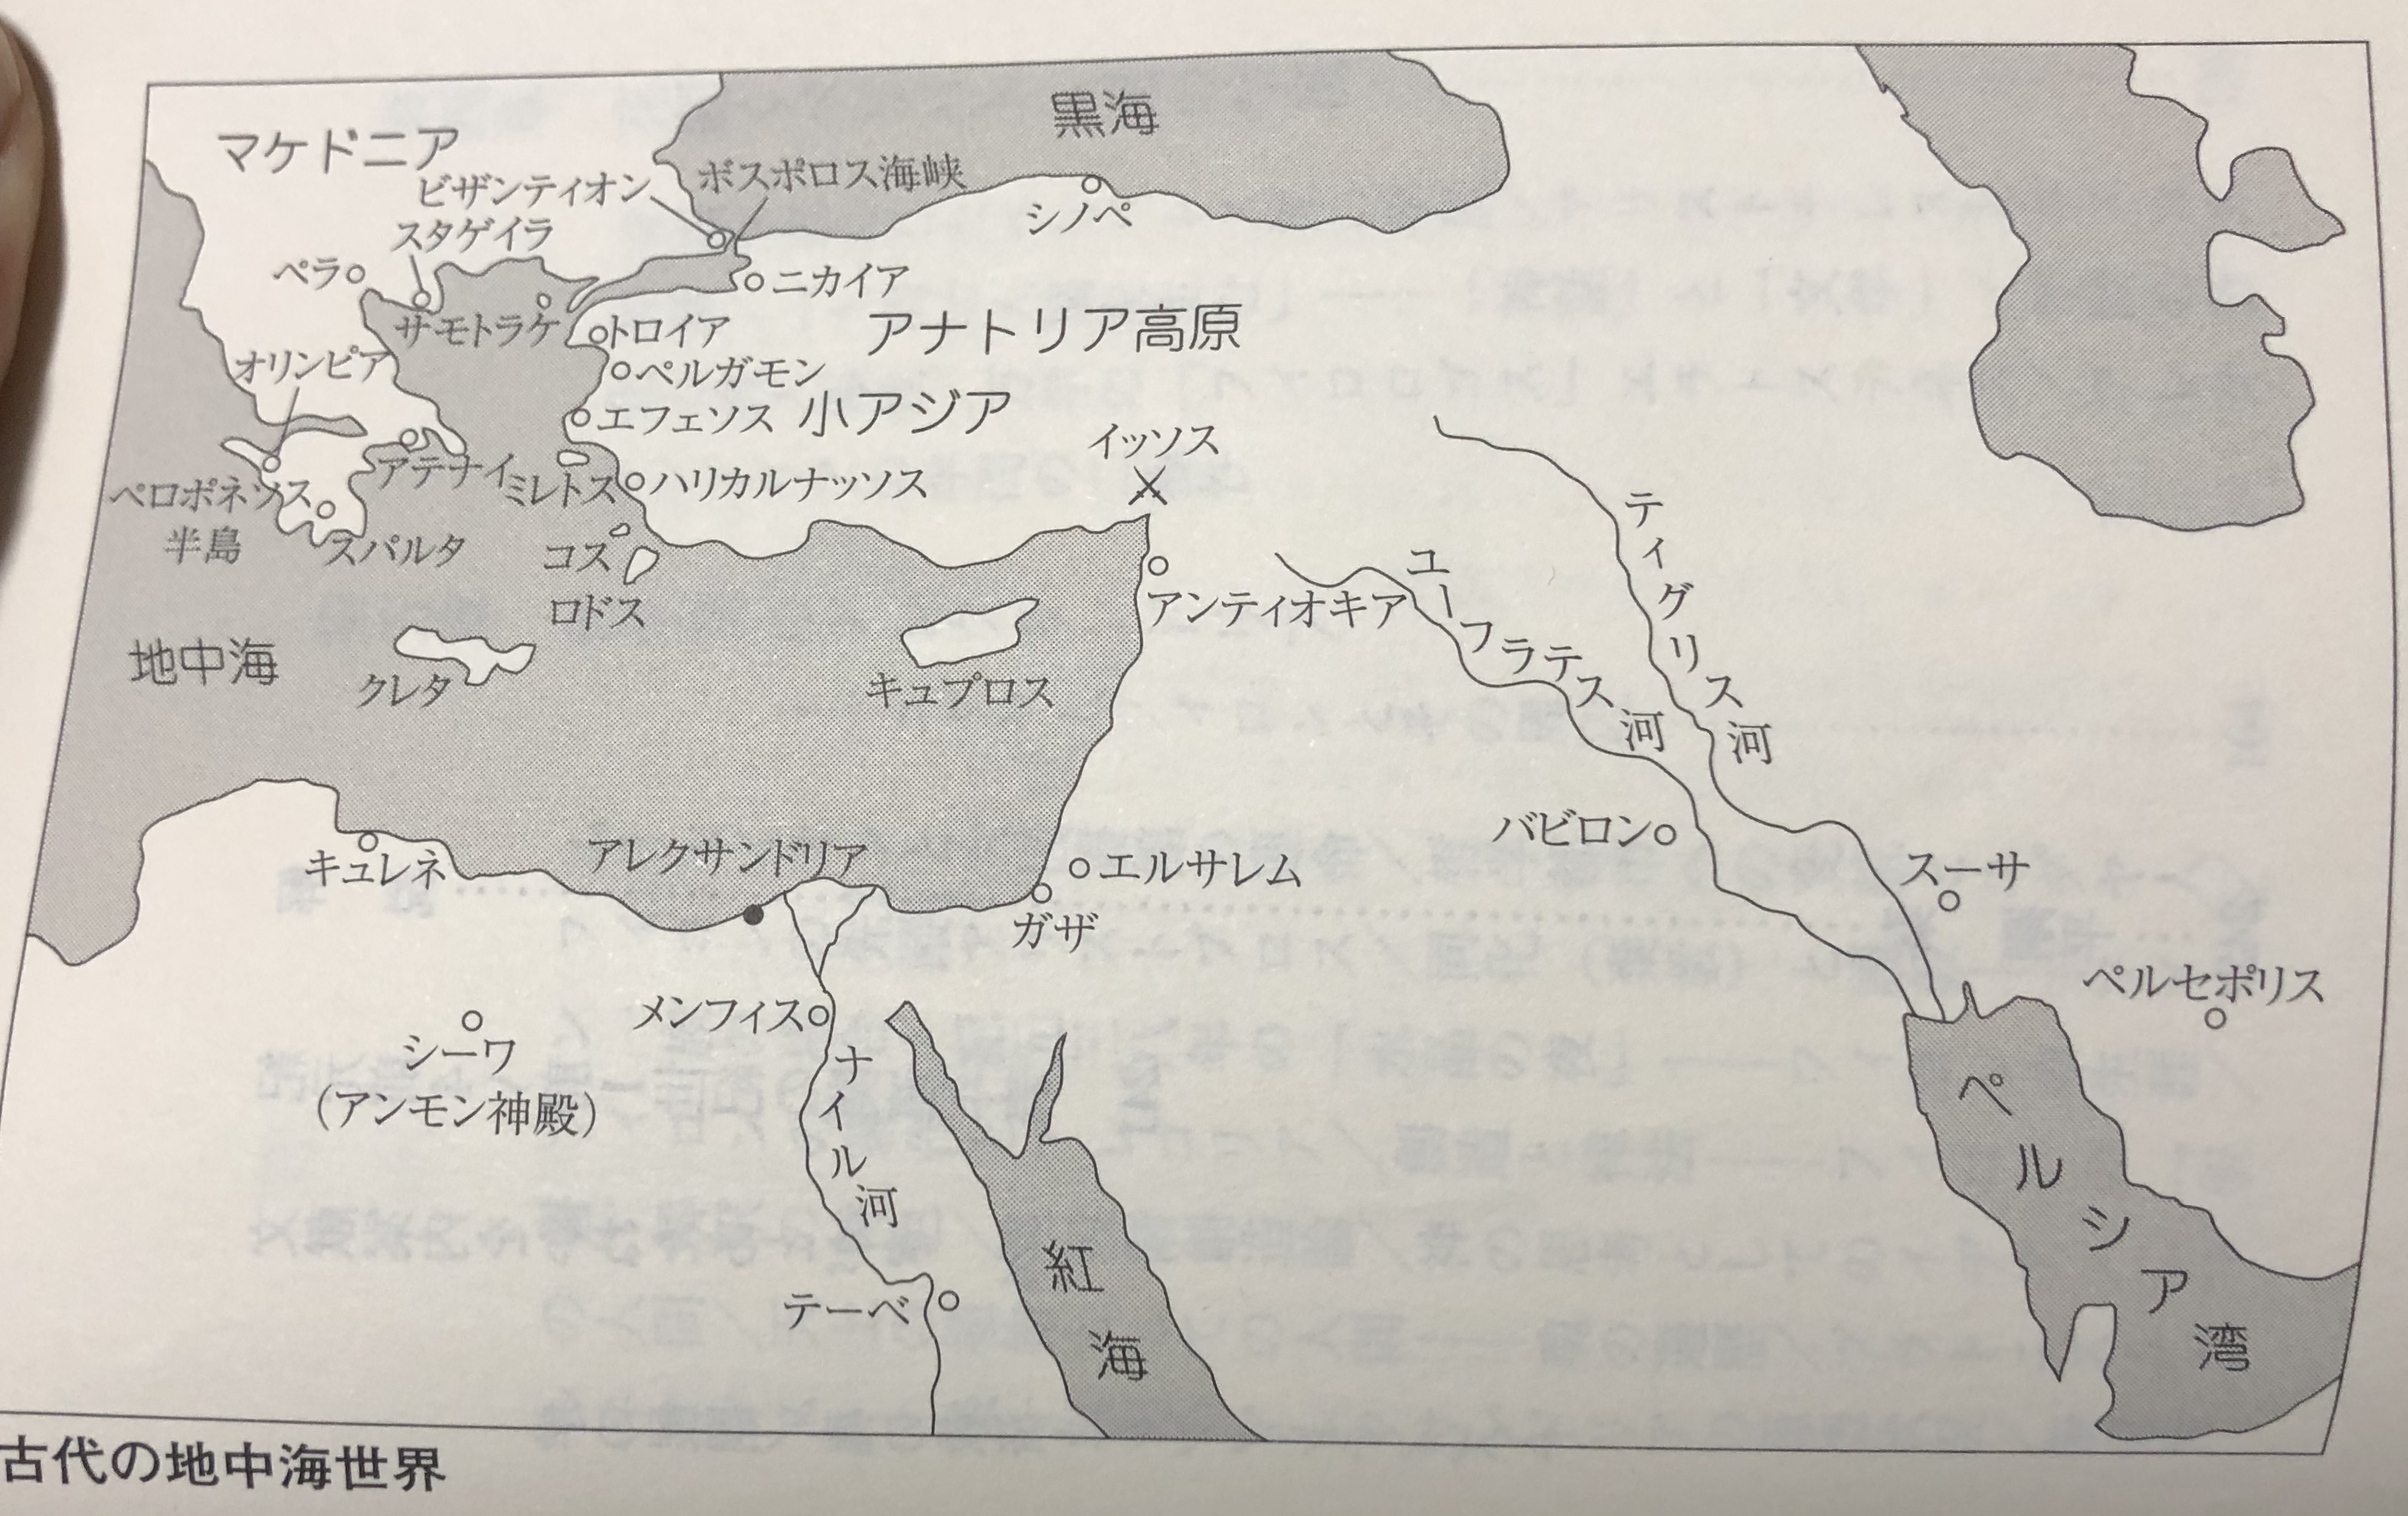 黒海
マケドニア
ボスポロス海峡
ビザンティオン
シノペ
スタゲイラ
ペラ
ニカイア
サモトラケ
トロイア
アナトリア高原
オリンピア
ペルガモン
エフェソス
小アジア
イッソス
アテナイ
ミレトス
ハリカルナッソス
ペロポネソス
半島
スパルタ
コス
ロドス
アンティオキア
ティグリス河
ユーフラテス河
地中海
クレタ
キュプロス
バビロン
キュレネ
アレクサンドリア
エルサレム
スーサ
ガザ
ペルセポリス
メンフィス
シーワ
(アンモン神殿)
ナイル河
ペルシア湾
紅海
テーベ
古代の地中海世界